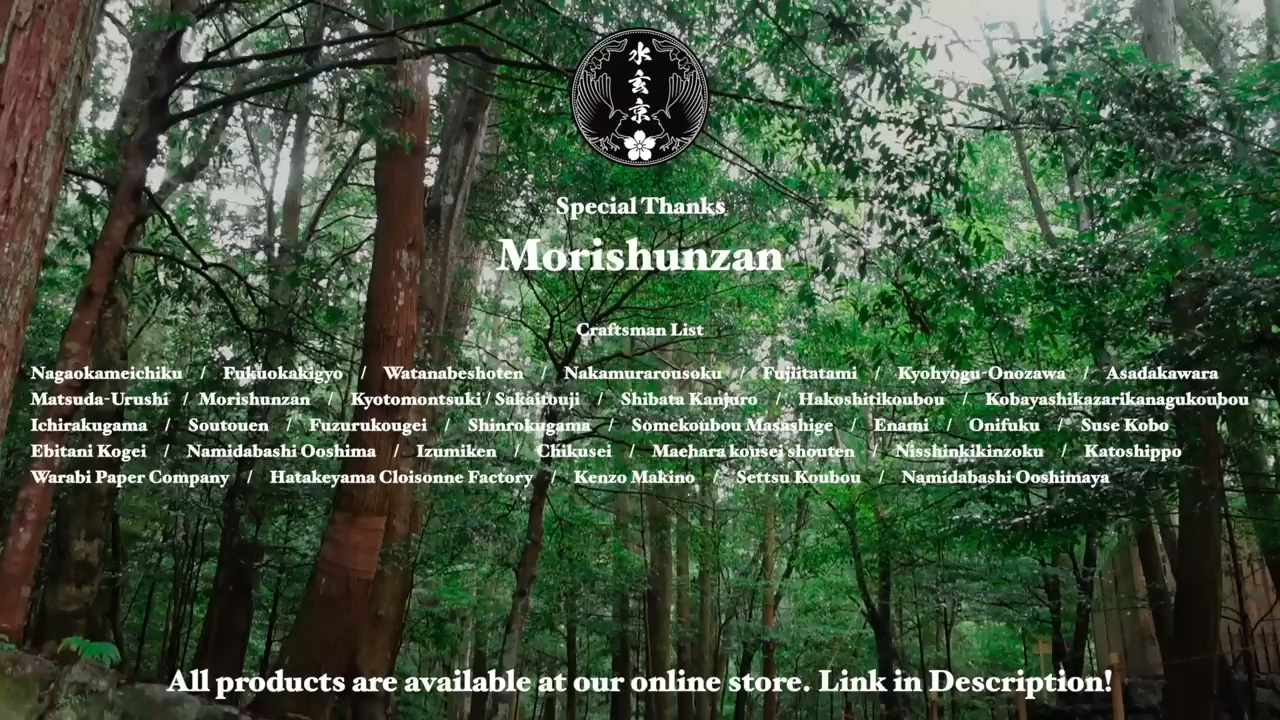 水玄京
Special Thanks
Morishunzan
Craftsman List
Nagaokameichiku / Fukuokakigyo / Watanabeshoten / Nakamurarousoku / Fujiitatami / Kyohyogu-Onozawa / Asadakawara
Matsuda-Urushi / Morishunzan / Kyotomontsuki / Sakaitouji / Shibata Kanjuro / Hakoshitikoubou / Kobayashikazarikanagukoubou
Ichirakugama / Soutouen / Fuzurukougei / Shinrokugama / Somekoubou Masashige / Enami / Onifuku / Suse Kobo
Ebitani Kogei / Namidabashi Ooshima / Izumiken / Chikusei / Maehara kousei shouten / Nisshinkikinzoku / Katoshippo
Warabi Paper Company / Hatakeyama Cloisonne Factory / Kenzo Makino / Settsu Koubou / Namidabashi Ooshimaya
All products are available at our online store. Link in Description!